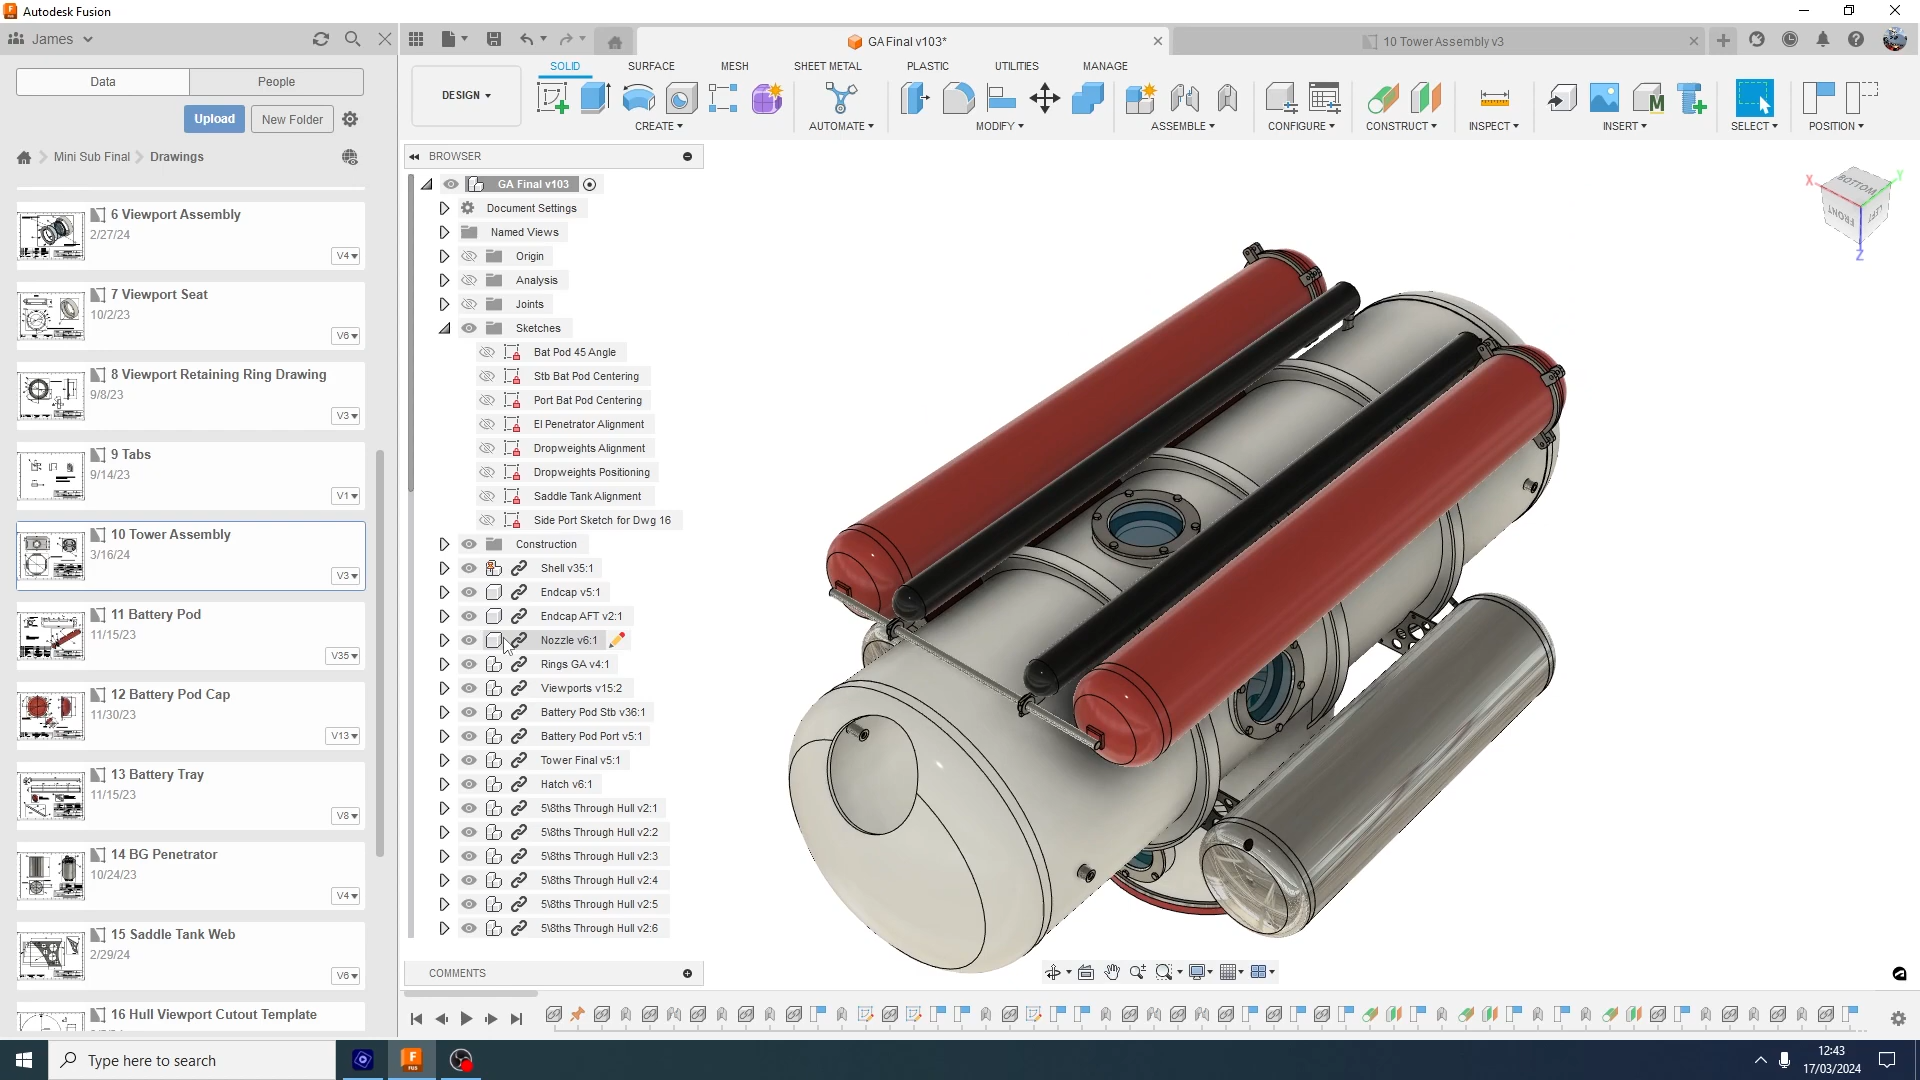 Autodesk Fusion
James
GA Final v103*
10 Tower Assembly v3
Data
People
Upload
New Folder
Mini Sub Final
Drawings
6 Viewport Assembly
2/27/24
V4
7 Viewport Seat
10/2/23
V6
8 Viewport Retaining Ring Drawing
9/8/23
V3
9 Tabs
9/14/23
V1
10 Tower Assembly
3/16/24
V3
11 Battery Pod
11/15/23
V35
12 Battery Pod Cap
11/30/23
V13
13 Battery Tray
11/15/23
V8
14 BG Penetrator
10/24/23
V4
15 Saddle Tank Web
2/29/24
V6
16 Hull Viewport Cutout Template
DESIGN
SOLID
SURFACE
MESH
SHEET METAL
PLASTIC
UTILITIES
MANAGE
CREATE
AUTOMATE
MODIFY
ASSEMBLE
CONFIGURE
CONSTRUCT
INSPECT
INSERT
SELECT
POSITION
BROWSER
GA Final v103
Document Settings
Named Views
Origin
Analysis
Joints
Sketches
Bat Pod 45 Angle
Stb Bat Pod Centering
Port Bat Pod Centering
El Penetrator Alignment
Dropweights Alignment
Dropweights Positioning
Saddle Tank Alignment
Side Port Sketch for Dwg 16
Construction
Shell v35:1
Endcap v5:1
Endcap AFT v2:1
Nozzle v6:1
Rings GA v4:1
Viewports v15:2
Battery Pod Stb v36:1
Battery Pod Port v5:1
Tower Final v5:1
Hatch v6:1
5\8ths Through Hull v2:1
5\8ths Through Hull v2:2
5\8ths Through Hull v2:3
5\8ths Through Hull v2:4
5\8ths Through Hull v2:5
5\8ths Through Hull v2:6
COMMENTS
X
Y
Z
BOTTOM
FRONT
LEFT
Type here to search
12:43
17/03/2024